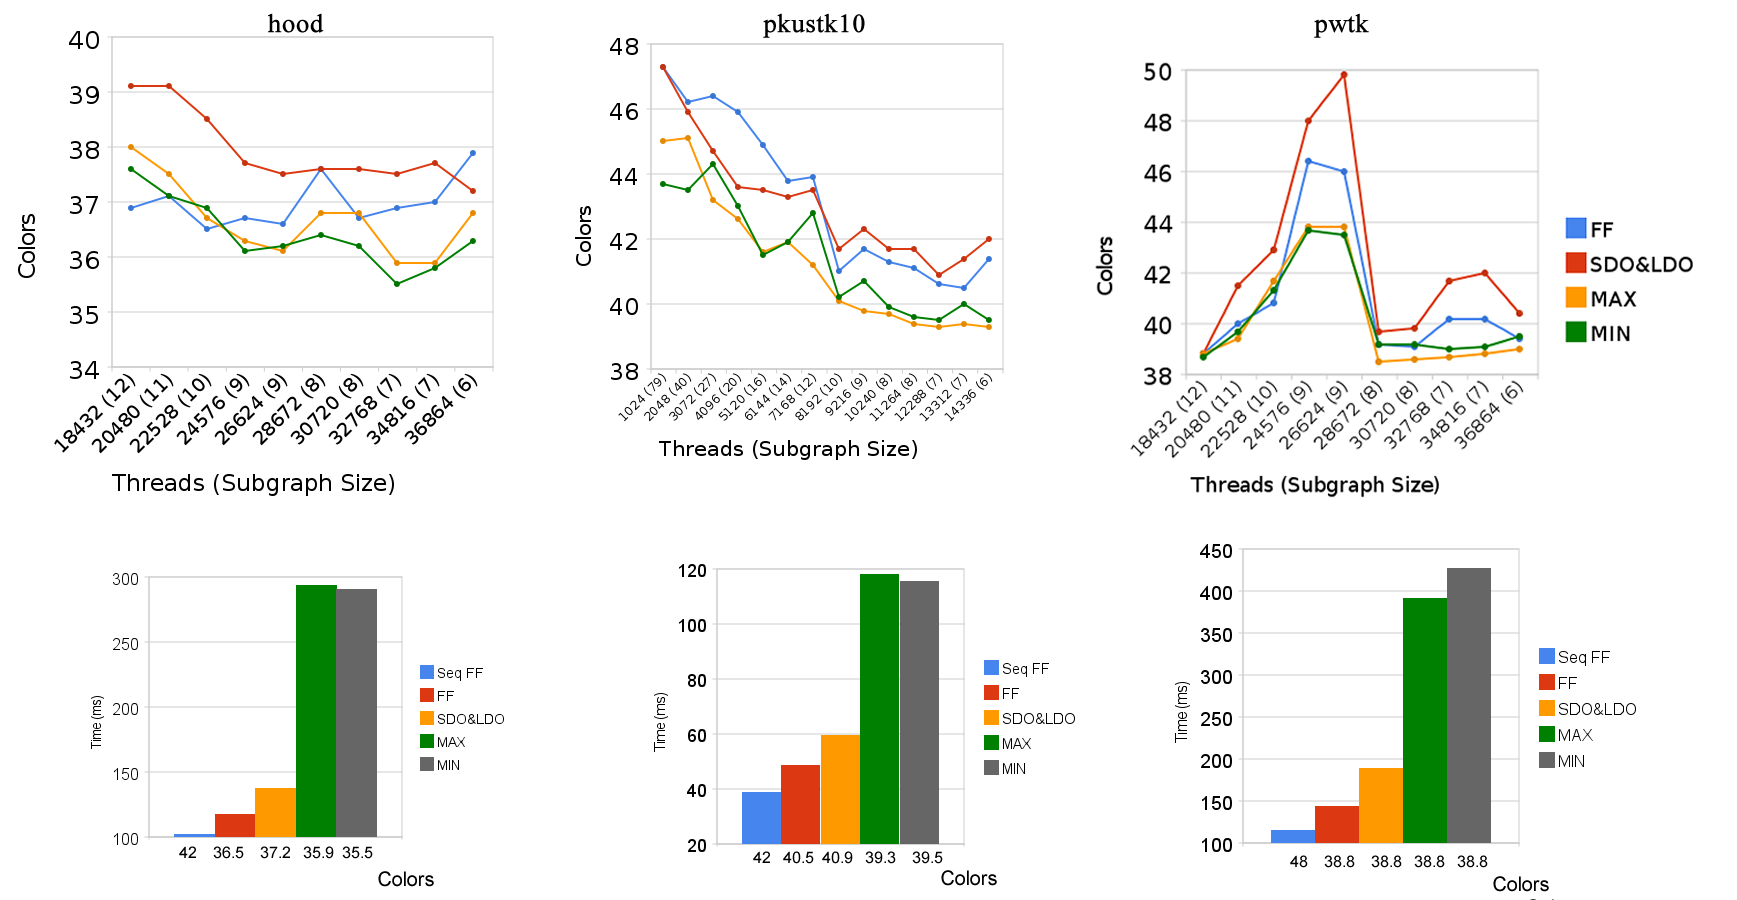 hood
40
39
38
37
36
35
34
Colors
18432 (12)
20480 (11)
22528 (10)
24576 (9)
26624 (9)
28672 (8)
30720 (8)
32768 (7)
34816 (7)
36864 (6)
Threads (Subgraph Size)
pkustk10
48
46
44
42
40
38
Colors
1024 (79)
2048 (40)
3072 (27)
4096 (20)
5120 (16)
6144 (14)
7168 (12)
8192 (10)
9216 (9)
10240 (8)
11264 (8)
12288 (7)
13312 (7)
14336 (6)
Threads (Subgraph Size)
pwtk
50
48
46
44
42
40
38
Colors
18432 (12)
20480 (11)
22528 (10)
24576 (9)
26624 (9)
28672 (8)
30720 (8)
32768 (7)
34816 (7)
36864 (6)
Threads (Subgraph Size)
FF
SDO&LDO
MAX
MIN
300
250
200
150
100
Time (ms)
42 36.5 37.2 35.9 35.5
Colors
Seq FF
FF
SDO&LDO
MAX
MIN
120
100
80
60
40
20
Time (ms)
42 40.5 40.9 39.3 39.5
Colors
Seq FF
FF
SDO&LDO
MAX
MIN
450
400
350
300
250
200
150
100
Time (ms)
48 38.8 38.8 38.8 38.8
Colors
Seq FF
FF
SDO&LDO
MAX
MIN